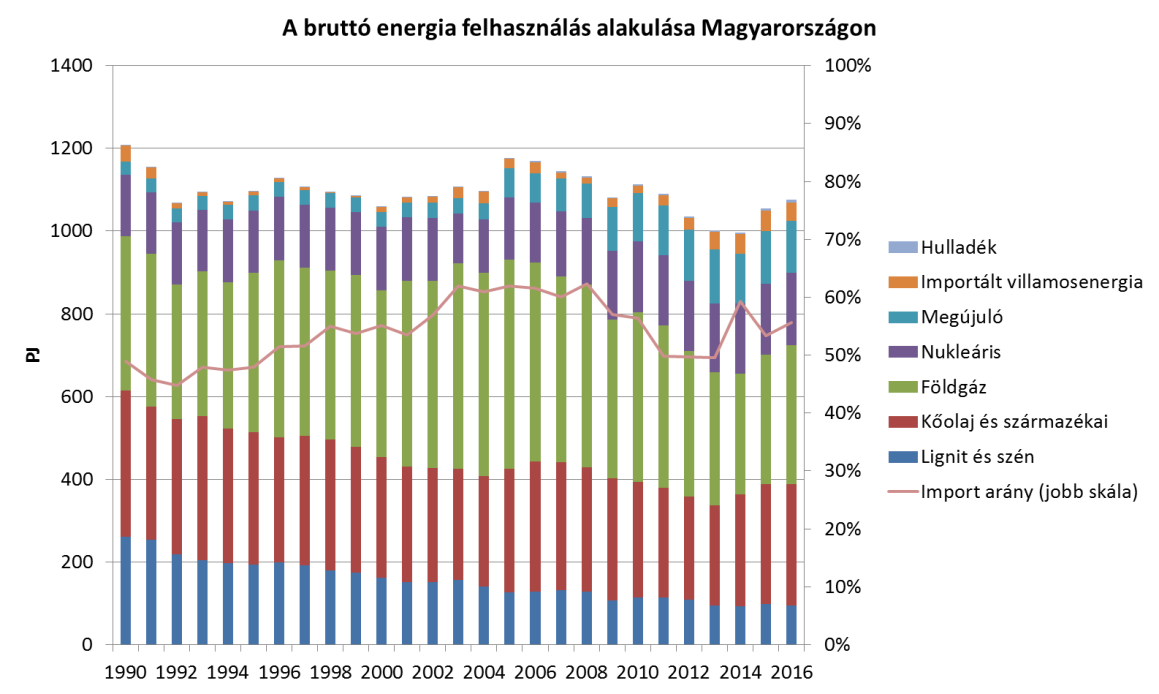 A bruttó energia felhasználás alakulása Magyarországon
1400
1200
1000
800
600
400
200
0
PJ
100%
90%
80%
70%
60%
50%
40%
30%
20%
10%
0%
1990 1992 1994 1996 1998 2000 2002 2004 2006 2008 2010 2012 2014 2016
Hulladék
Importált villamosenergia
Megújuló
Nukleáris
Földgáz
Kőolaj és származékai
Lignit és szén
Import arány (jobb skála)